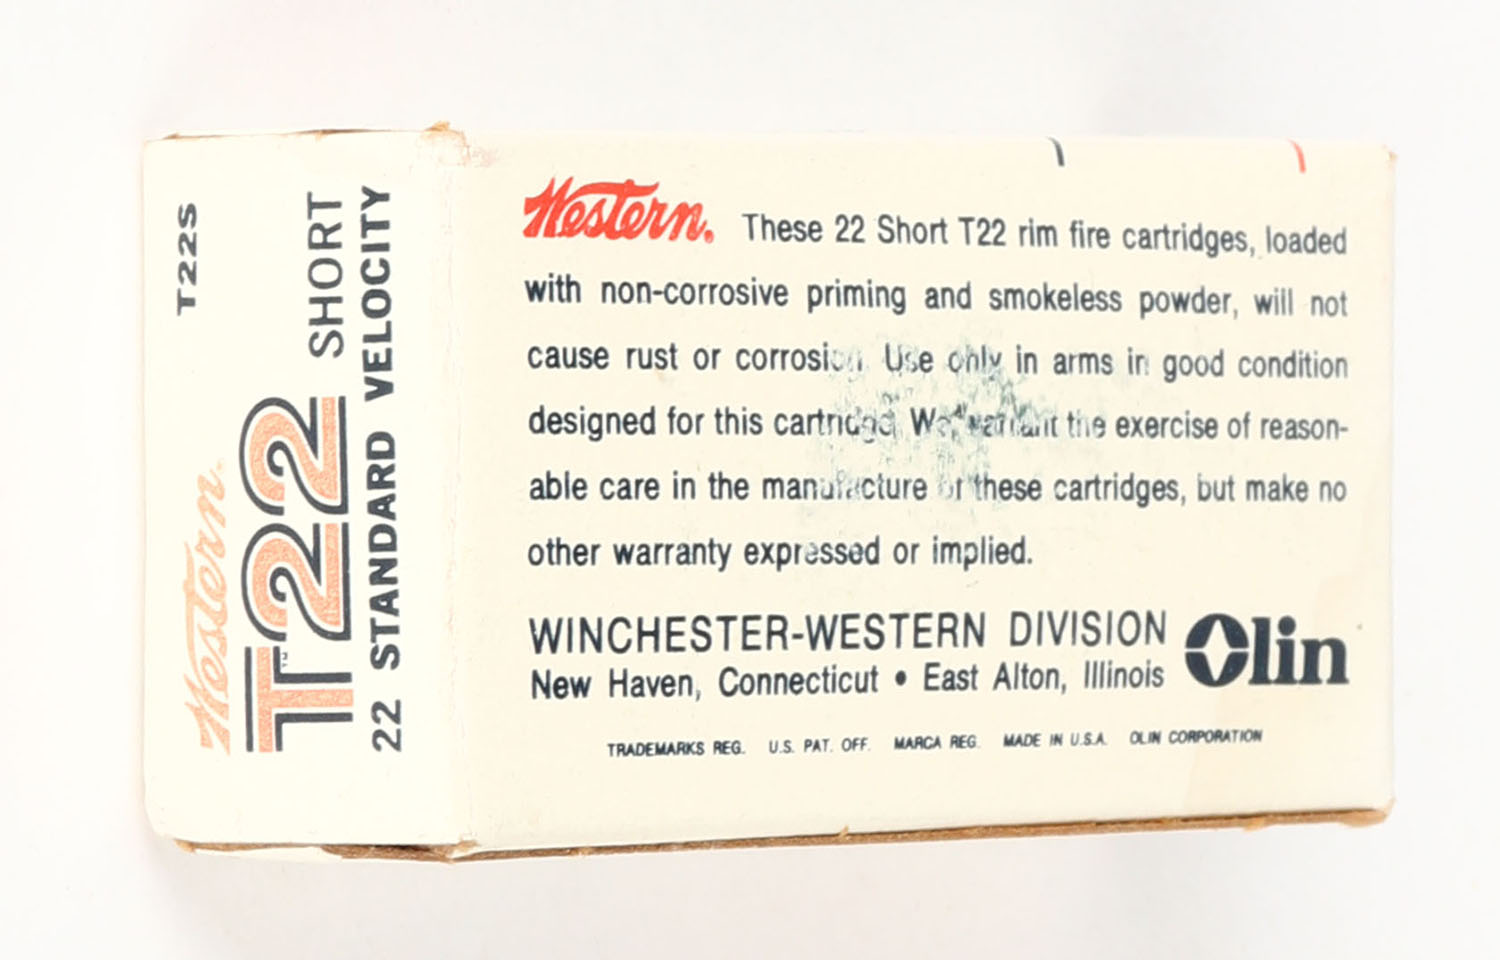 T22S
Western.
T22 SHORT
™
22 STANDARD VELOCITY
Western. These 22 Short T22 rim fire cartridges, loaded
with non-corrosive priming and smokeless powder, will not
cause rust or corrosion. Use only in arms in good condition
designed for this cartridge. We warrant the exercise of reason-
able care in the manufacture of these cartridges, but make no
other warranty expressed or implied.
WINCHESTER-WESTERN DIVISION
New Haven, Connecticut • East Alton, Illinois
Olin
TRADEMARKS REG. U.S. PAT. OFF. MARCA REG. MADE IN U.S.A. OLIN CORPORATION